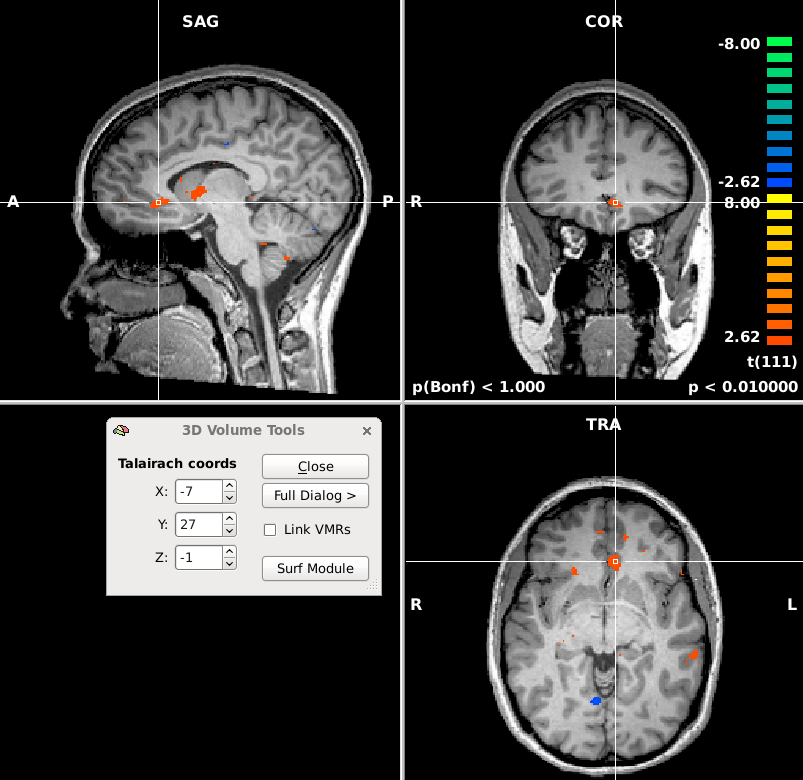 SAG
A
P
COR
-8.00
-2.62
8.00
R
2.62
t(111)
p(Bonf) < 1.000
p < 0.010000
3D Volume Tools
Talairach coords
Close
X: -7
Full Dialog >
Y: 27
Link VMRs
Z: -1
Surf Module
TRA
R
L